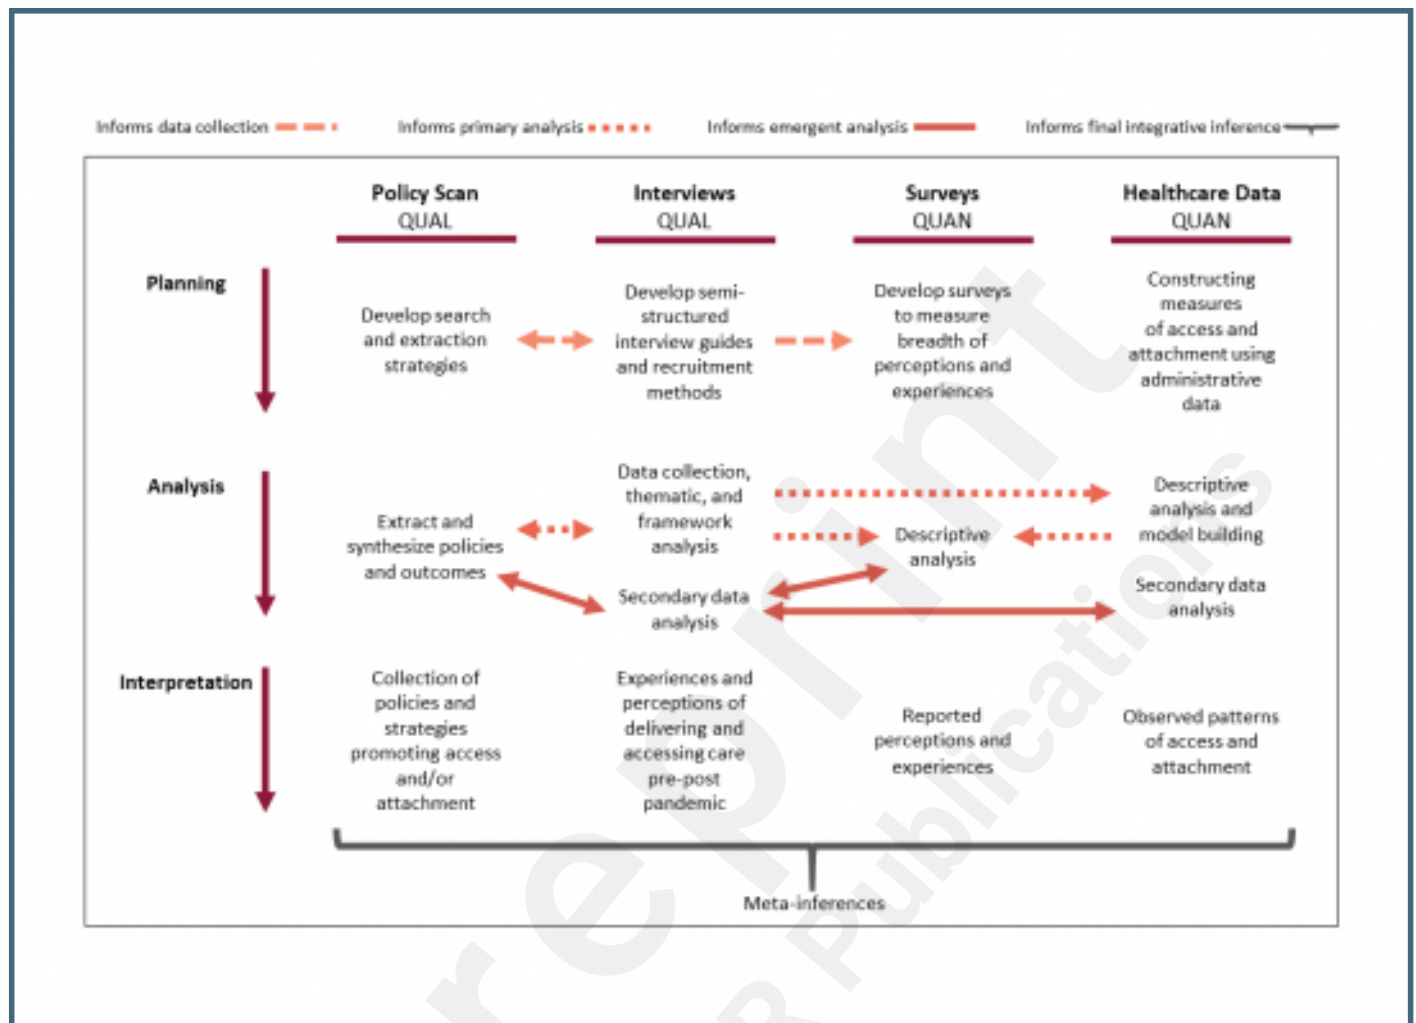 Informs data collection
Informs primary analysis
Informs emergent analysis
Informs final integrative inference
Policy Scan
QUAL
Interviews
QUAL
Surveys
QUAN
Healthcare Data
QUAN
Planning
Develop search
and extraction
strategies
Develop semi-
structured
interview guides
and recruitment
methods
Develop surveys
to measure
breadth of
perceptions and
experiences
Constructing
measures
of access and
attachment using
administrative
data
Analysis
Extract and
synthesize policies
and outcomes
Data collection,
thematic, and
framework
analysis
Secondary data
analysis
Descriptive
analysis
Descriptive
analysis and
model building
Secondary data
analysis
Interpretation
Collection of
policies and
strategies
promoting access
and/or
attachment
Experiences and
perceptions of
delivering and
accessing care
pre-post
pandemic
Reported
perceptions and
experiences
Observed patterns
of access and
attachment
Meta-inferences
reprint
R Publications